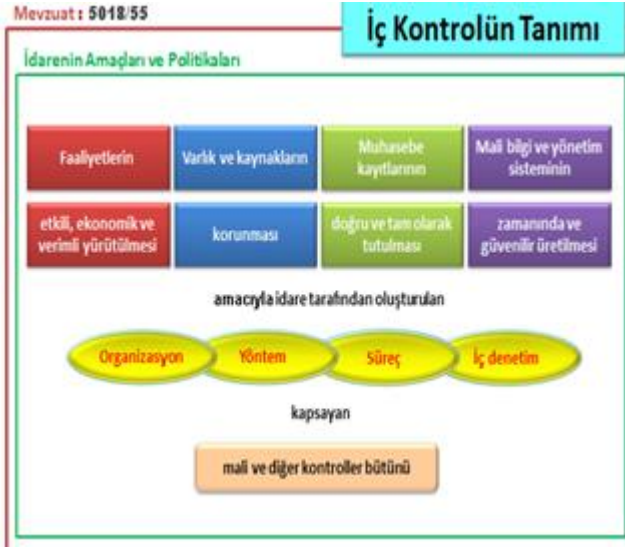 Mevzuat : 5018/55
İç Kontrolün Tanımı
İdarenin Amaçları ve Politikaları
Faaliyetlerin
Varlık ve kaynakların
Muhasebe
kayıtlarının
Mali bilgi ve yönetim
sisteminin
etkili, ekonomik ve
verimli yürütülmesi
korunması
doğru ve tam olarak
tutulması
zamanında ve
güvenilir üretilmesi
amacıyla idare tarafından oluşturulan
Organizasyon
Yöntem
Süreç
İç denetim
kapsayan
mali ve diğer kontroller bütünü